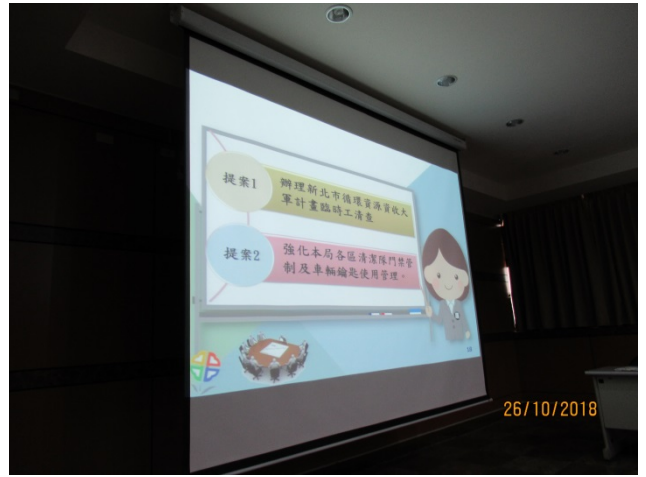 提案1
辦理新北市循環資源資收大
軍計畫臨時工清查
提案2
強化本局各區清潔隊門禁管
制及車輛鑰匙使用管理。
26/10/2018